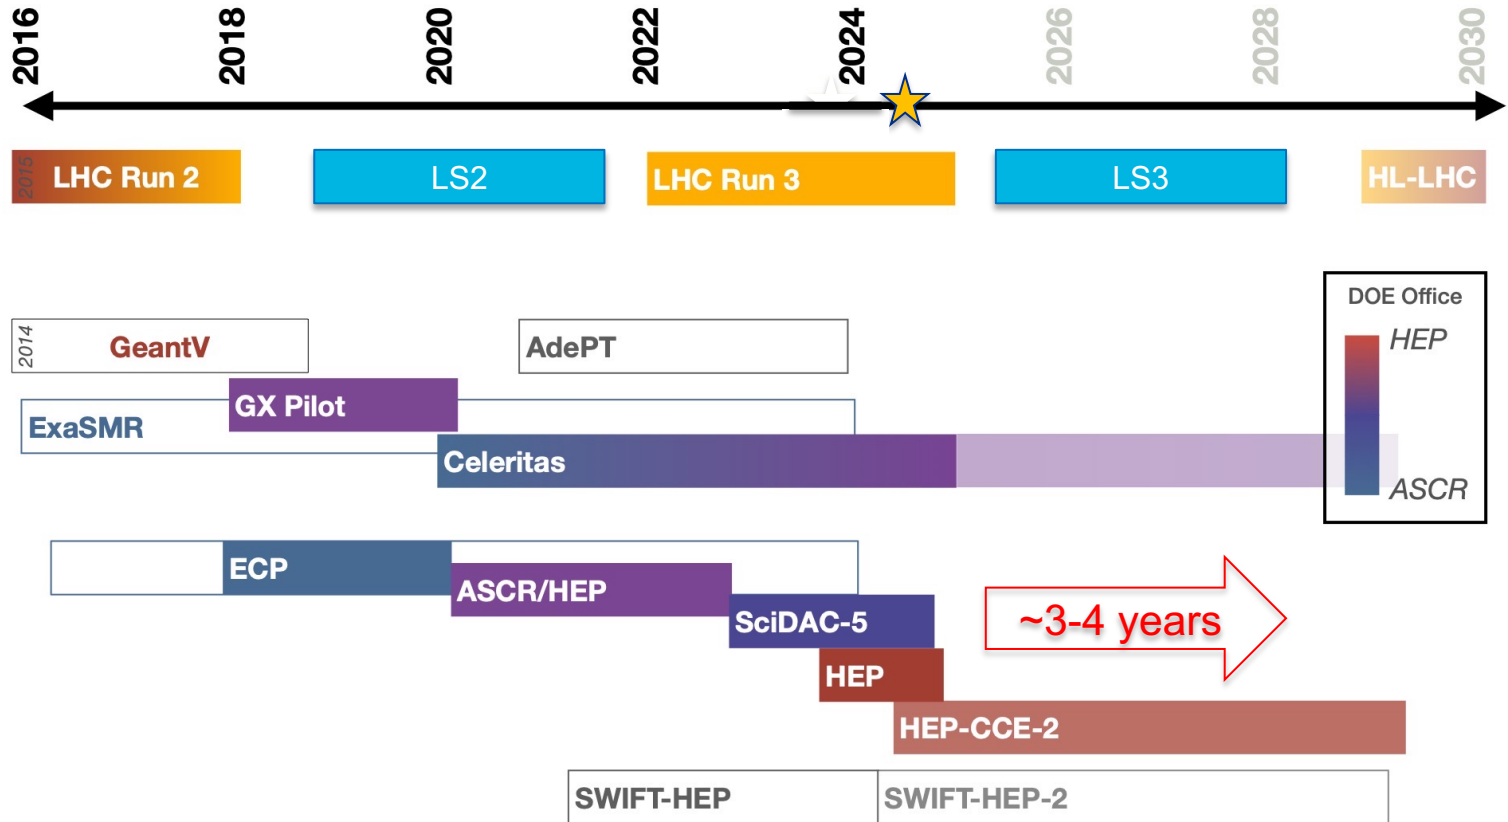 2016
2018
2020
2022
2024
2026
2028
2030
2015
LHC Run 2
LS2
LHC Run 3
LS3
HL-LHC
DOE Office
HEP
ASCR
2014
GeantV
AdePT
GX Pilot
ExaSMR
Celeritas
ECP
ASCR/HEP
SciDAC-5
~3-4 years
HEP
HEP-CCE-2
SWIFT-HEP
SWIFT-HEP-2